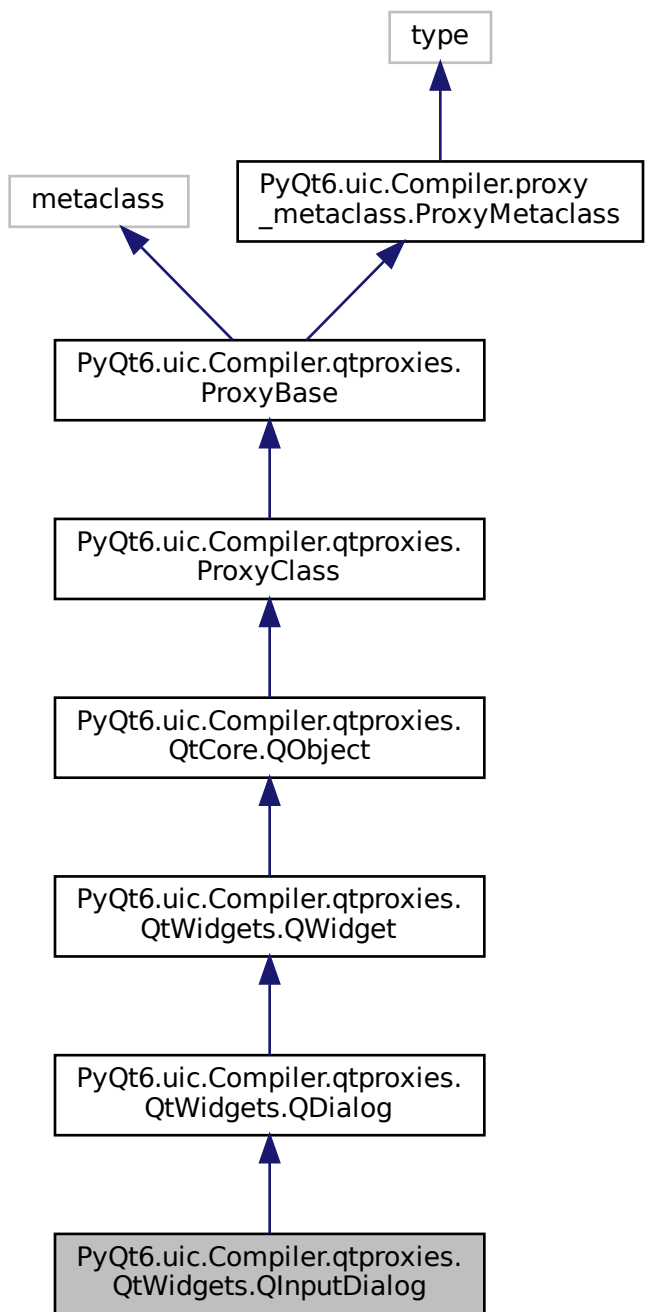 type
metaclass
PyQt6.uic.Compiler.proxy
_metaclass.ProxyMetaclass
PyQt6.uic.Compiler.qtproxies.
ProxyBase
PyQt6.uic.Compiler.qtproxies.
ProxyClass
PyQt6.uic.Compiler.qtproxies.
QtCore.QObject
PyQt6.uic.Compiler.qtproxies.
QtWidgets.QWidget
PyQt6.uic.Compiler.qtproxies.
QtWidgets.QDialog
PyQt6.uic.Compiler.qtproxies.
QtWidgets.QInputDialog